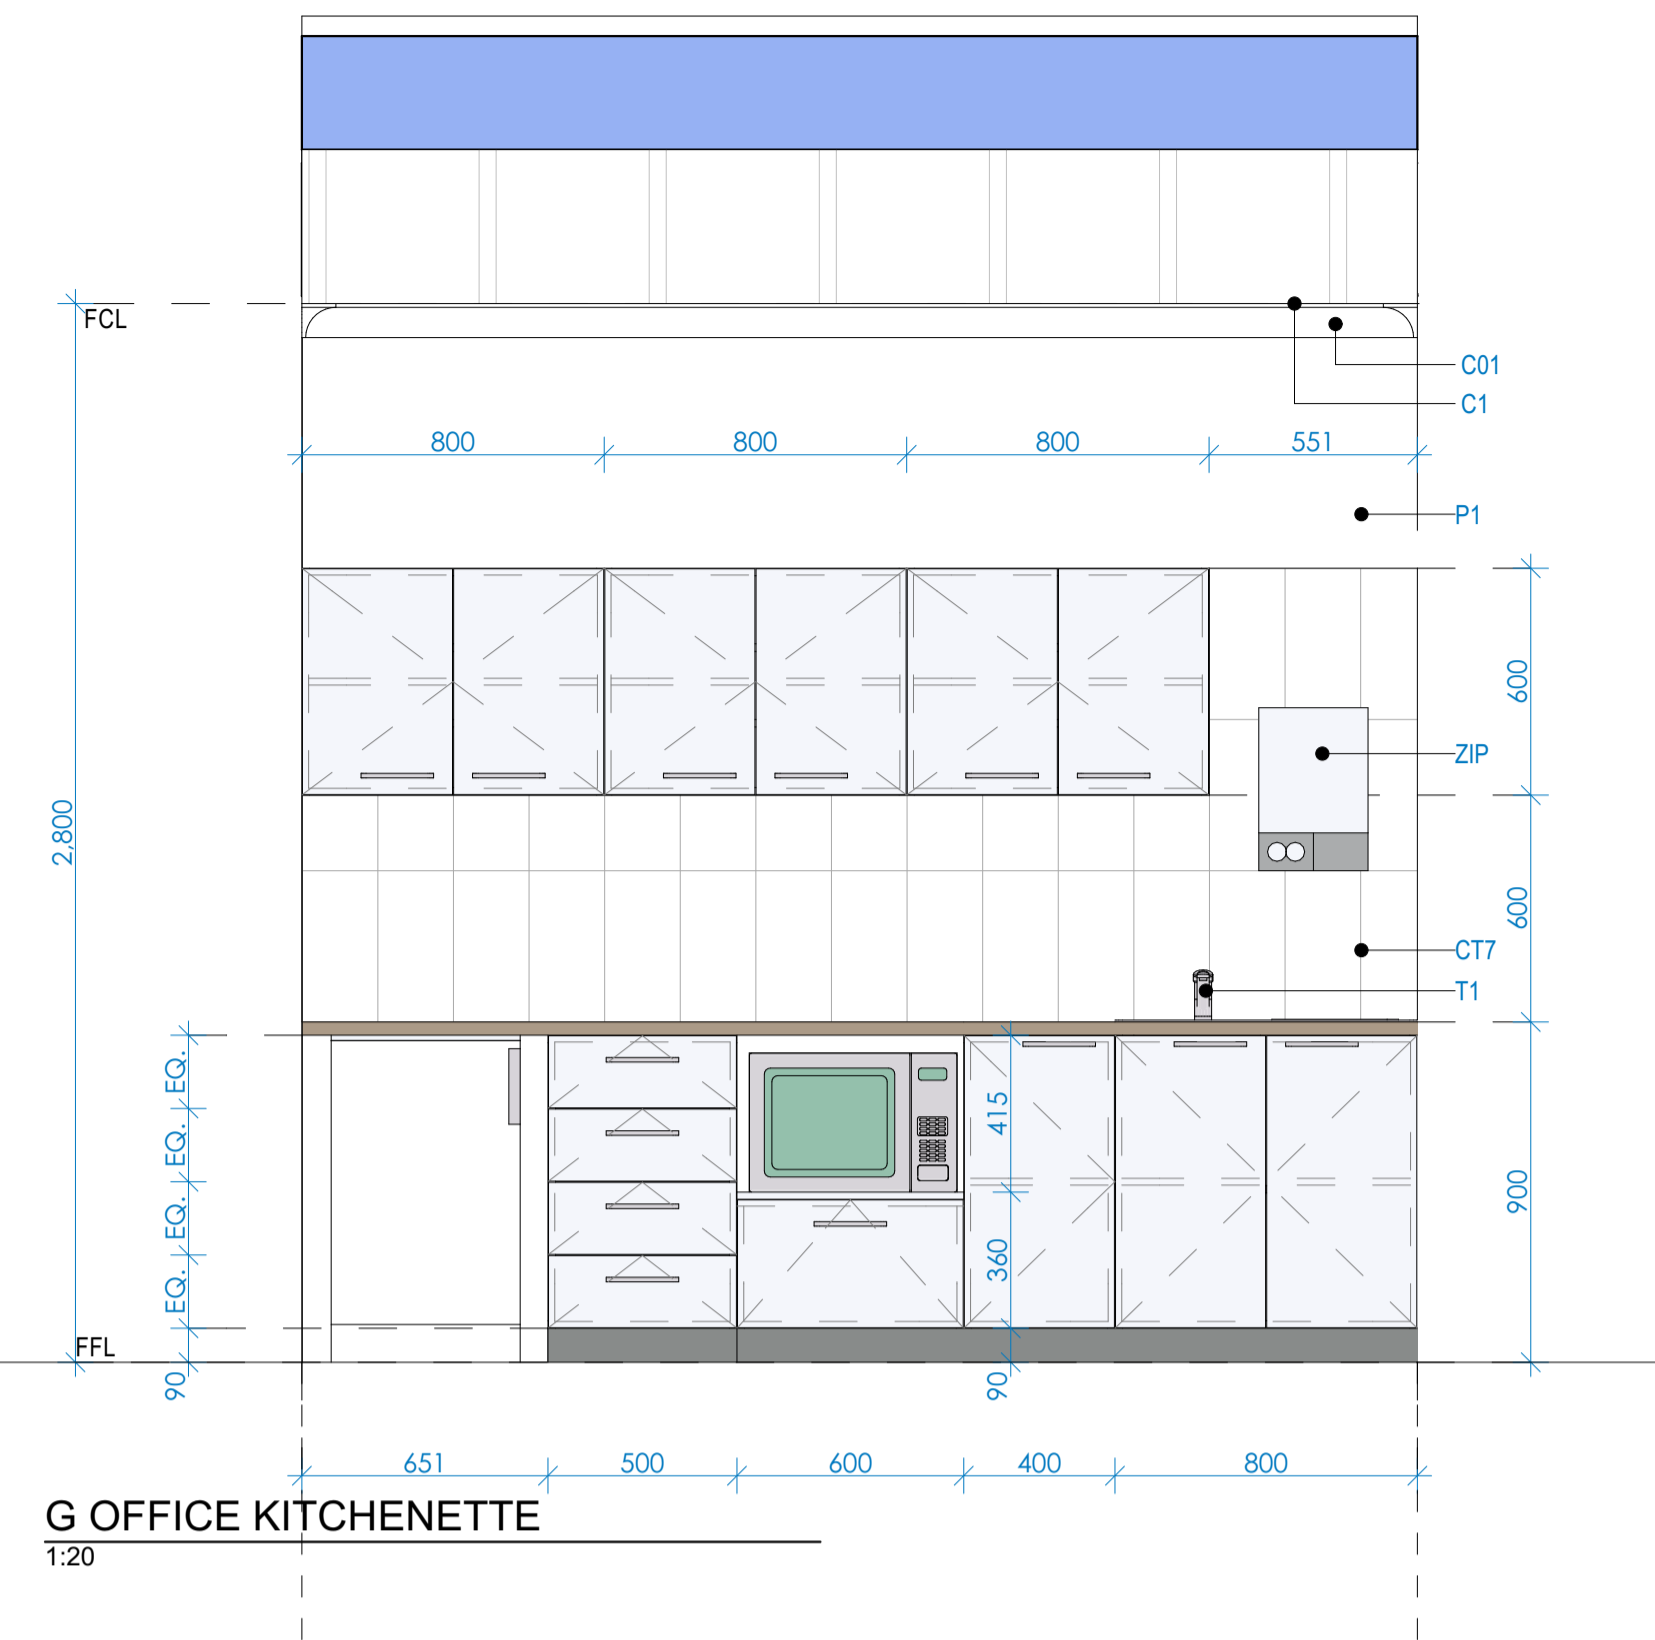 FCL
C01
C1
800 800 800 551
P1
600
ZIP
2,800
600
CT7
T1
EQ.
EQ.
EQ.
EQ.
415
360
900
FFL
90
90
651 500 600 400 800
G OFFICE KITCHENETTE
1:20